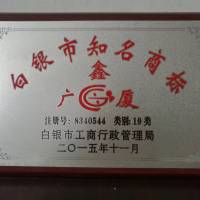 白银市知名商标
鑫
广厦
注册号：8340544 类别：19类
白银市工商行政管理局
二〇一五年十一月